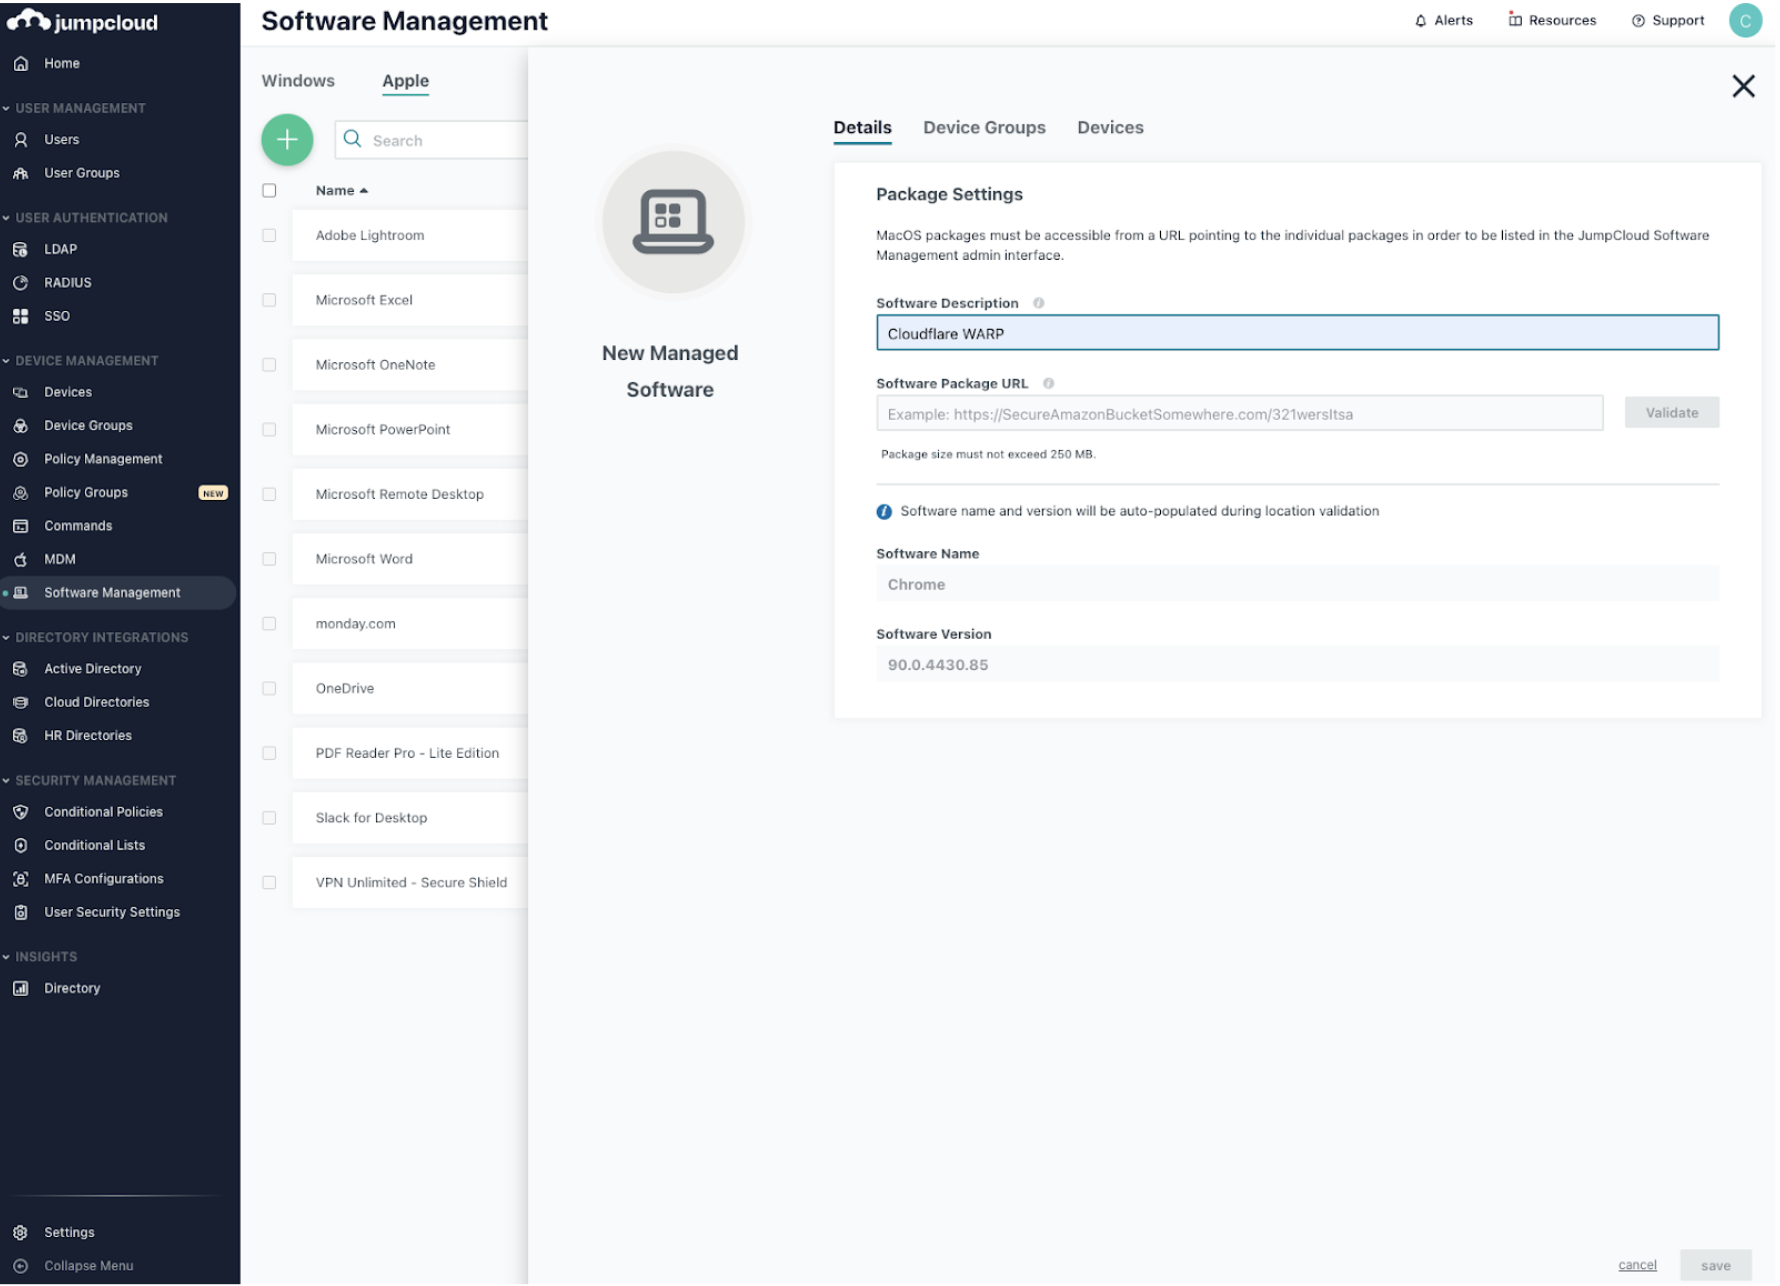 jumpcloud
Software Management
Alerts
Resources
Support
C
Home
USER MANAGEMENT
Users
User Groups
USER AUTHENTICATION
LDAP
RADIUS
SSO
DEVICE MANAGEMENT
Devices
Device Groups
Policy Management
Policy Groups NEW
Commands
MDM
Software Management
DIRECTORY INTEGRATIONS
Active Directory
Cloud Directories
HR Directories
SECURITY MANAGEMENT
Conditional Policies
Conditional Lists
MFA Configurations
User Security Settings
INSIGHTS
Directory
Settings
Collapse Menu
Windows
Apple
Search
Name
Adobe Lightroom
Microsoft Excel
Microsoft OneNote
Microsoft PowerPoint
Microsoft Remote Desktop
Microsoft Word
monday.com
OneDrive
PDF Reader Pro - Lite Edition
Slack for Desktop
VPN Unlimited - Secure Shield
New Managed
Software
Details
Device Groups
Devices
Package Settings
MacOS packages must be accessible from a URL pointing to the individual packages in order to be listed in the JumpCloud Software
Management admin interface.
Software Description
Cloudflare WARP
Software Package URL
Example: https://SecureAmazonBucketSomewhere.com/321wersltsa
Validate
Package size must not exceed 250 MB.
Software name and version will be auto-populated during location validation
Software Name
Chrome
Software Version
90.0.4430.85
cancel
save